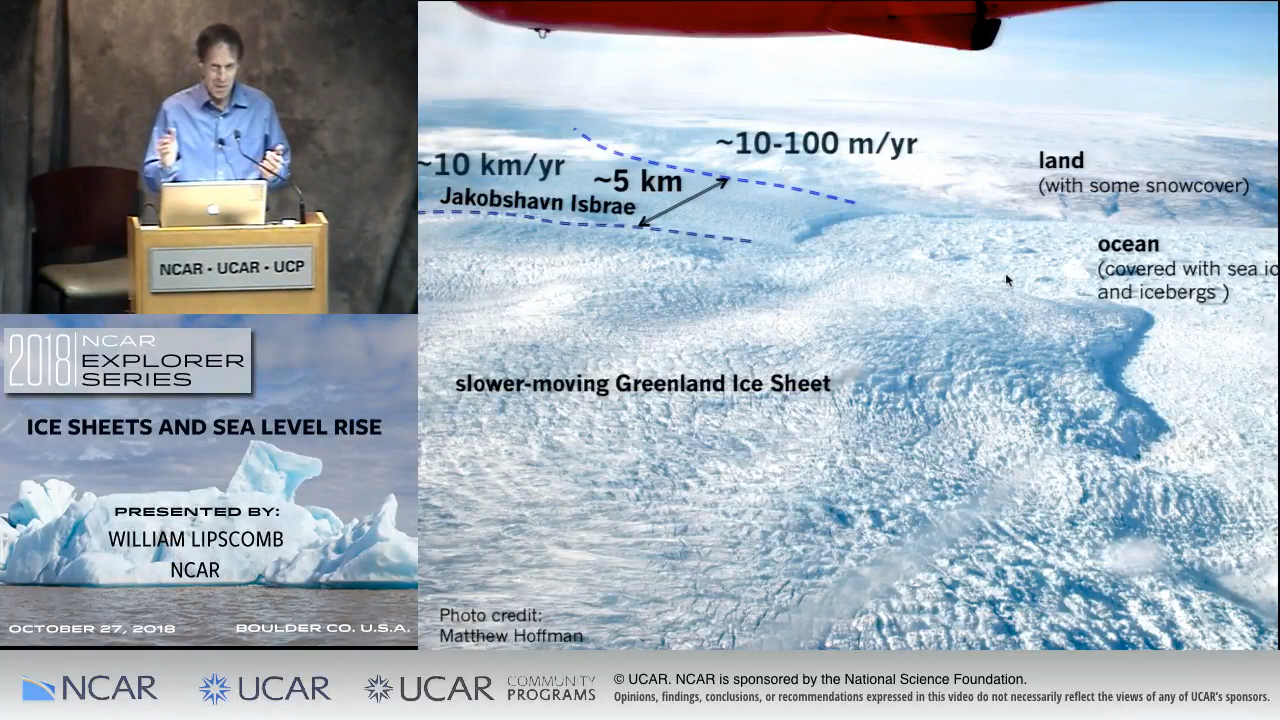 NCAR • UCAR • UCP
2018 NCAR
EXPLORER
SERIES
ICE SHEETS AND SEA LEVEL RISE
PRESENTED BY:
WILLIAM LIPSCOMB
NCAR
OCTOBER 27, 2018
BOULDER CO. U.S.A.
~10-100 m/yr
~10 km/yr
~5 km
Jakobshavn Isbrae
land
(with some snowcover)
ocean
(covered with sea ic
and icebergs )
slower-moving Greenland Ice Sheet
Photo credit:
Matthew Hoffman
NCAR
UCAR
UCAR
COMMUNITY
PROGRAMS
© UCAR. NCAR is sponsored by the National Science Foundation.
Opinions, findings, conclusions, or recommendations expressed in this video do not necessarily reflect the views of any of UCAR's sponsors.